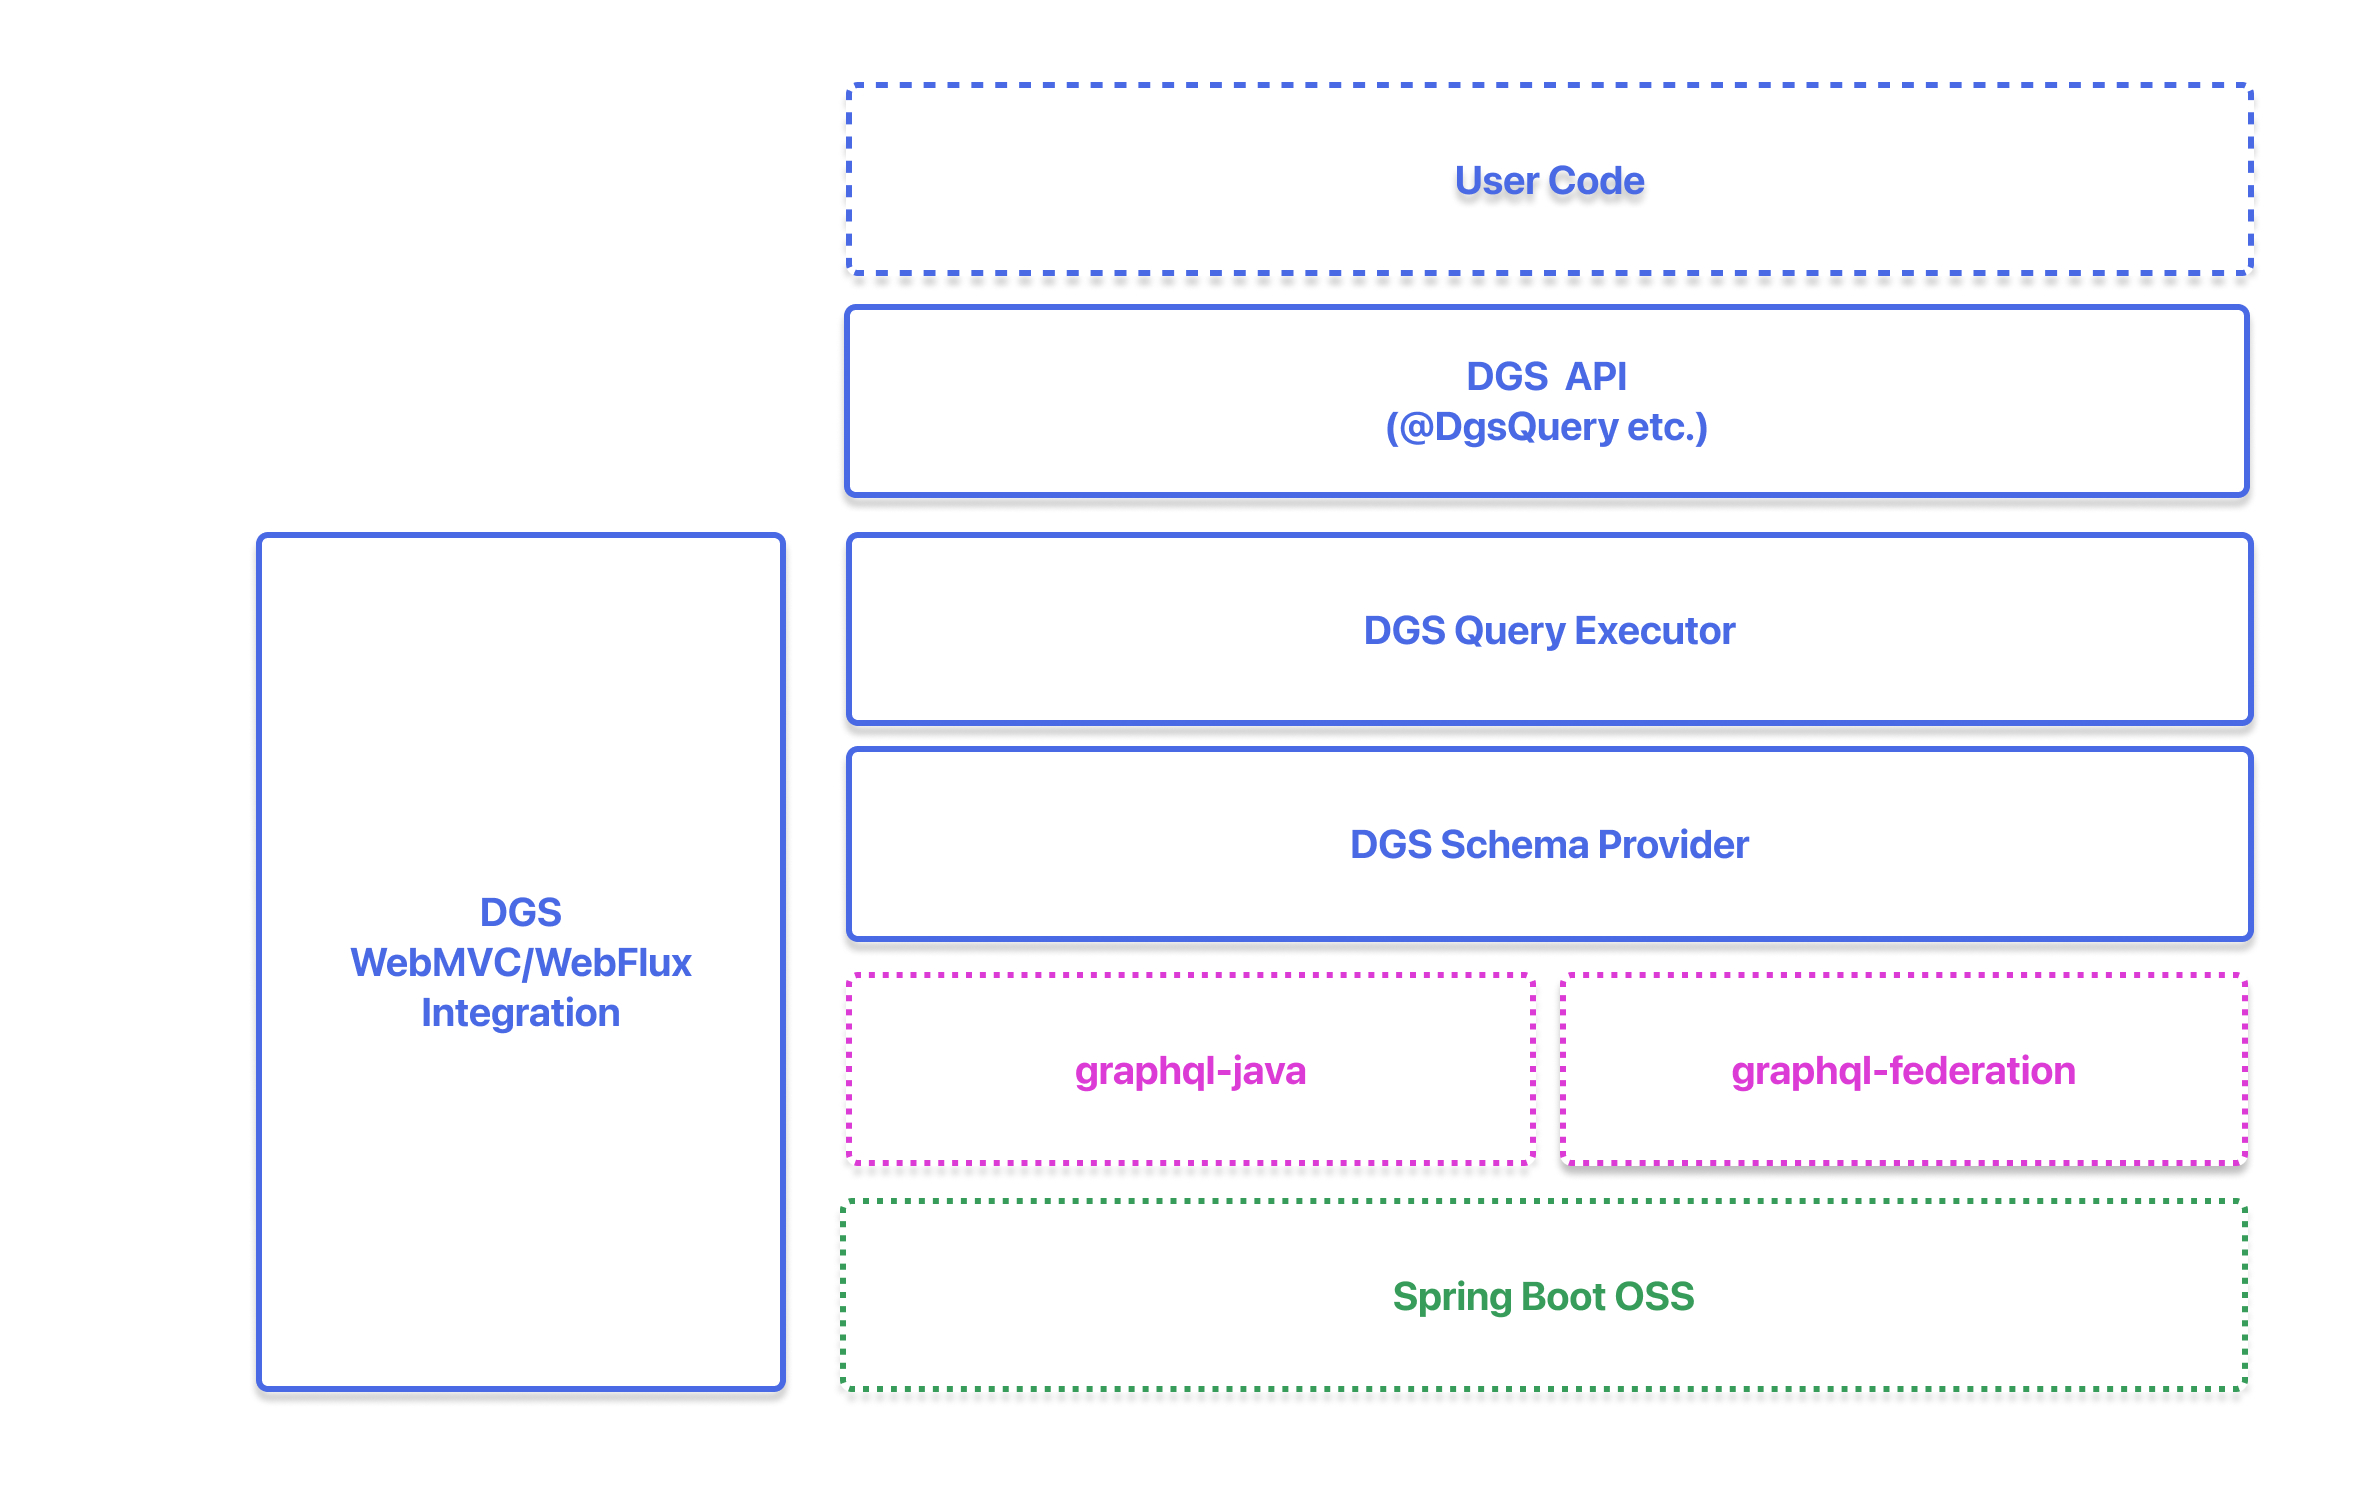 User Code
DGS  API
(@DgsQuery etc.)
DGS Query Executor
DGS Schema Provider
DGS
WebMVC/WebFlux
Integration
graphql-java
graphql-federation
Spring Boot OSS